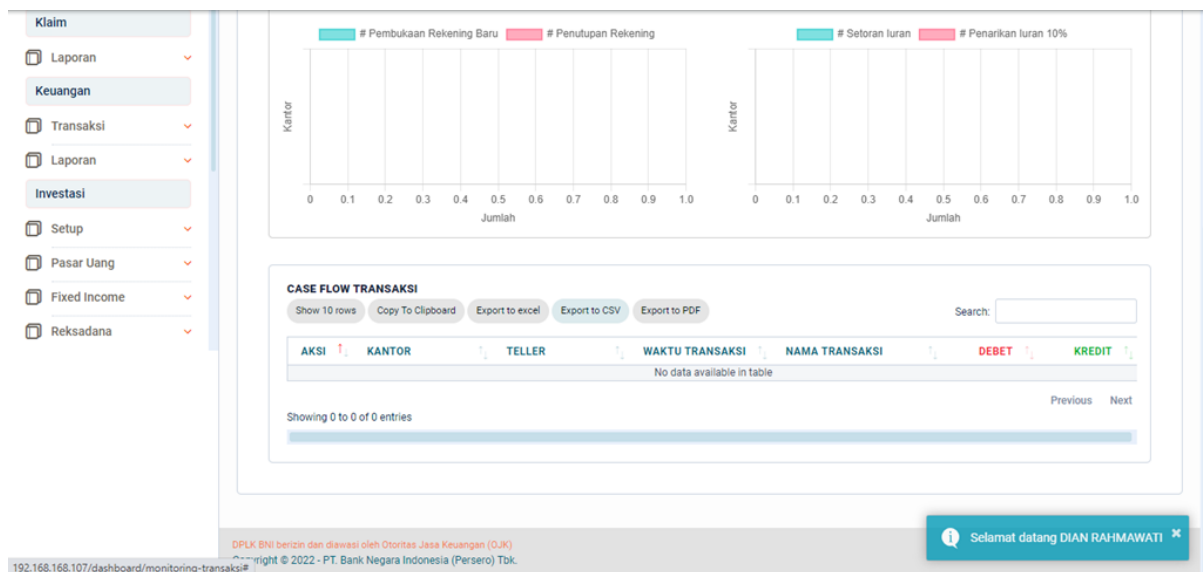 Klaim
Laporan
Keuangan
Transaksi
Laporan
Investasi
Setup
Pasar Uang
Fixed Income
Reksadana
# Pembukaan Rekening Baru # Penutupan Rekening
Kantor
0 0.1 0.2 0.3 0.4 0.5 0.6 0.7 0.8 0.9 1.0
Jumlah
# Setoran Iuran # Penarikan Iuran 10%
Kantor
0 0.1 0.2 0.3 0.4 0.5 0.6 0.7 0.8 0.9 1.0
Jumlah
CASE FLOW TRANSAKSI
Show 10 rows Copy To Clipboard Export to excel Export to CSV Export to PDF Search:
AKSI KANTOR TELLER WAKTU TRANSAKSI NAMA TRANSAKSI DEBET KREDIT
No data available in table
Previous Next
Showing 0 to 0 of 0 entries
DPLK BNI berizin dan diawasi oleh Otoritas Jasa Keuangan (OJK)
© 2022 - PT. Bank Negara Indonesia (Persero) Tbk.
Selamat datang DIAN RAHMAWATI ×
192.168.168.107/dashboard/monitoring-transaksi#